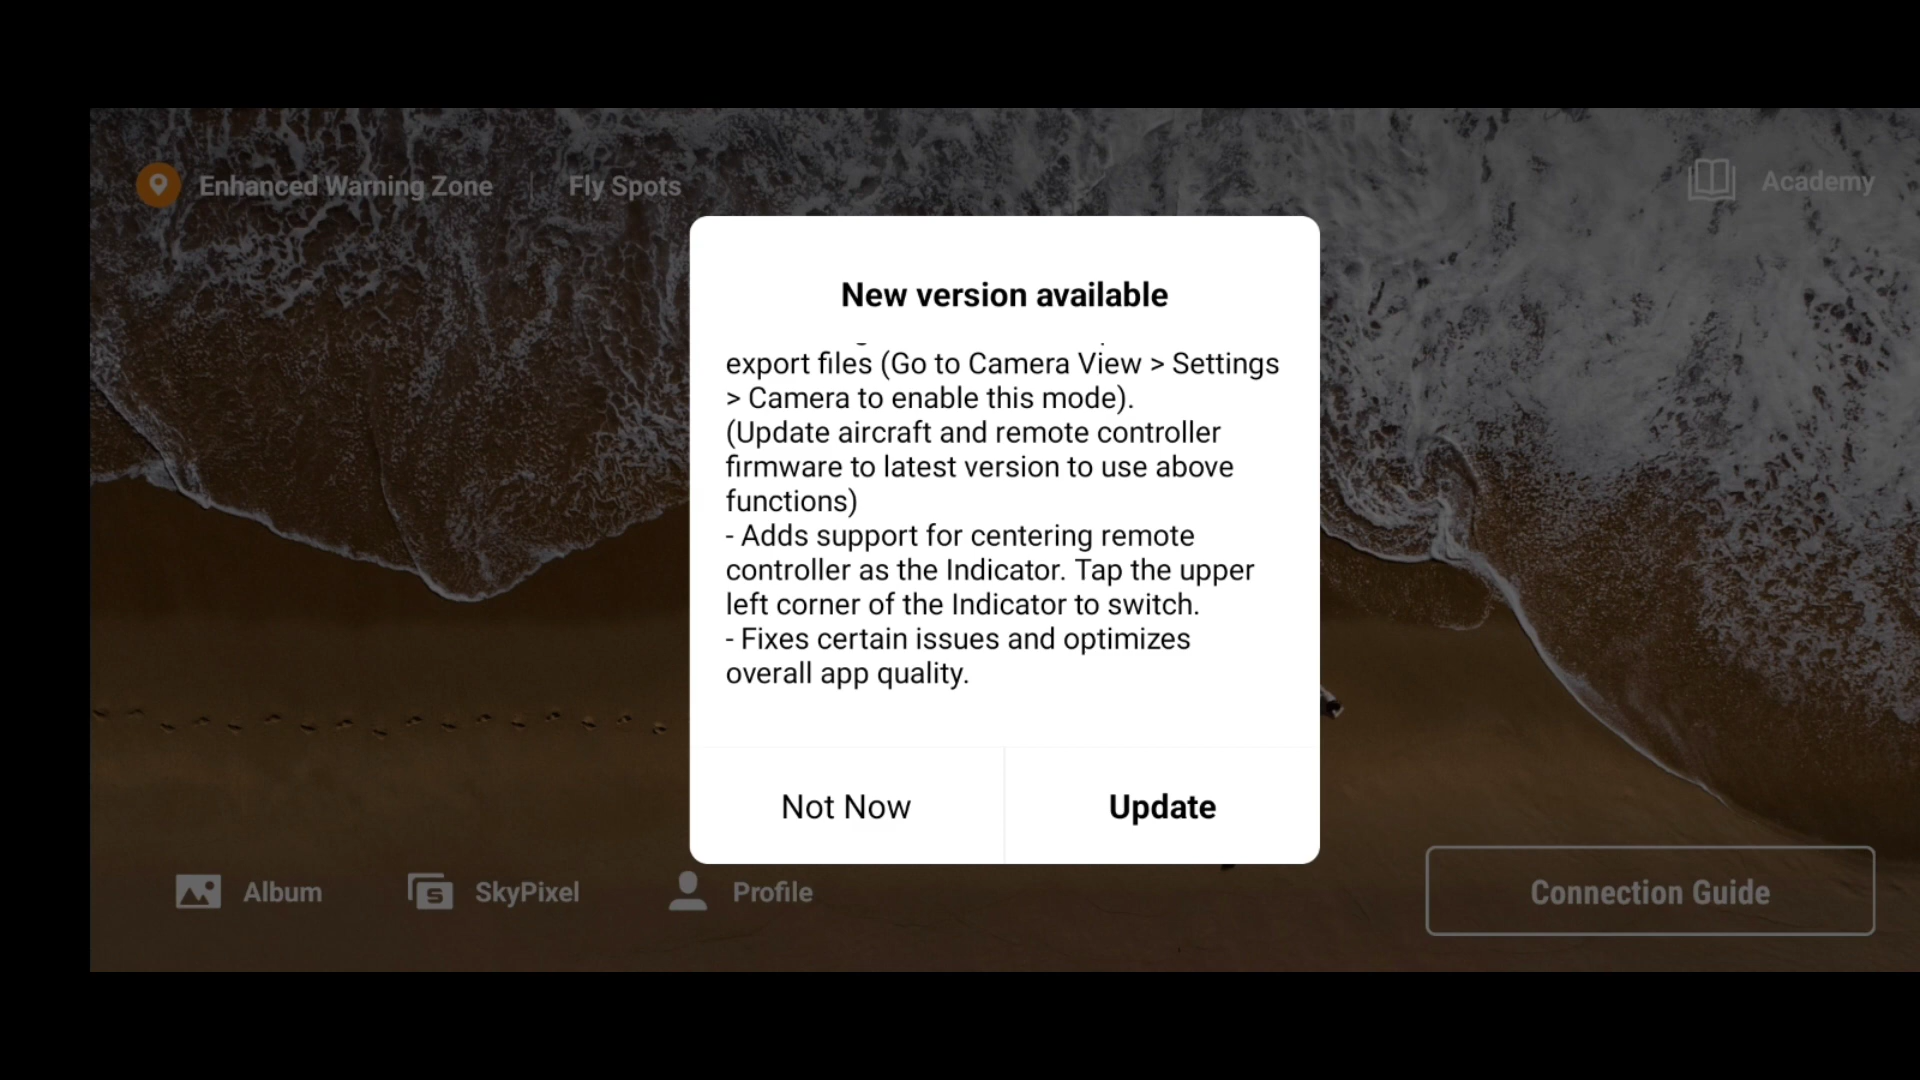 Enhanced Warning Zone | Fly Spots
Academy
New version available
export files (Go to Camera View > Settings
> Camera to enable this mode).
(Update aircraft and remote controller
firmware to latest version to use above
functions)
- Adds support for centering remote
controller as the Indicator. Tap the upper
left corner of the Indicator to switch.
- Fixes certain issues and optimizes
overall app quality.
Not Now
Update
Album
SkyPixel
Profile
Connection Guide